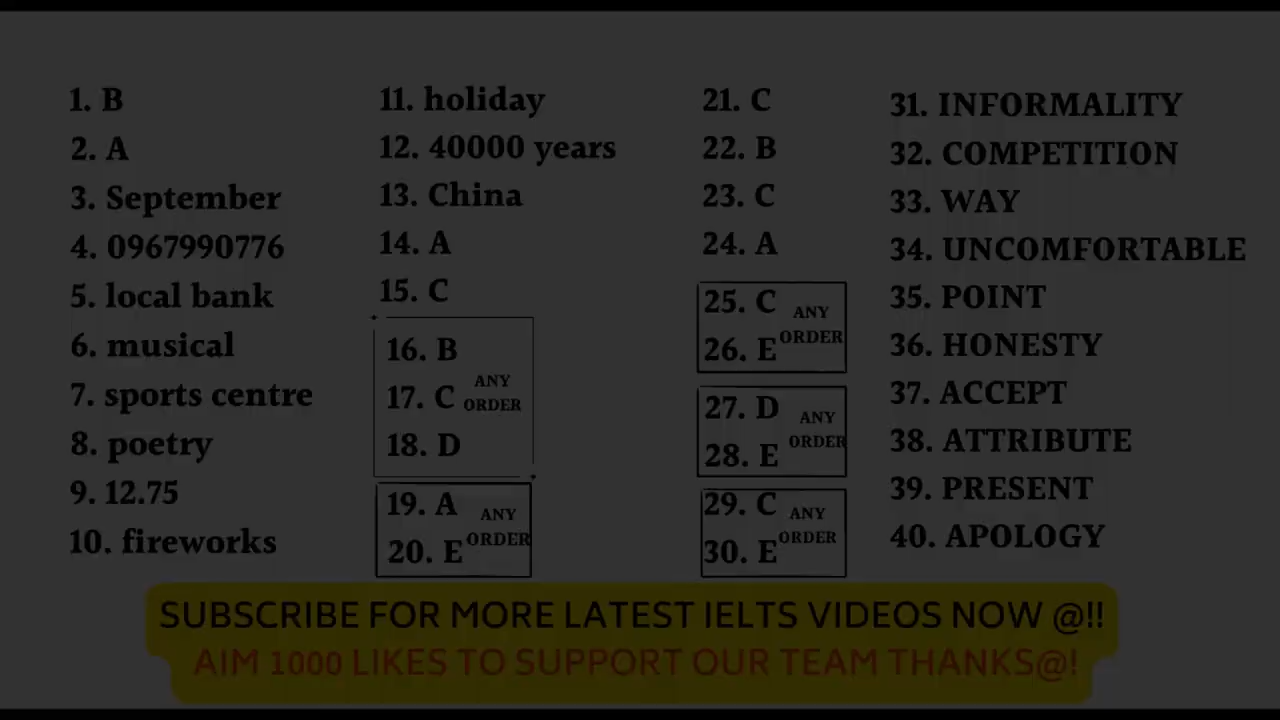 1. B
2. A
3. September
4. 0967990776
5. local bank
6. musical
7. sports centre
8. poetry
9. 12.75
10. fireworks
11. holiday
12. 40000 years
13. China
14. A
15. C
16. B
17. C
18. D
ANY
ORDER
19. A
20. E
ANY
ORDER
21. C
22. B
23. C
24. A
25. C
26. E
ANY
ORDER
27. D
28. E
ANY
ORDER
29. C
30. E
ANY
ORDER
31. INFORMALITY
32. COMPETITION
33. WAY
34. UNCOMFORTABLE
35. POINT
36. HONESTY
37. ACCEPT
38. ATTRIBUTE
39. PRESENT
40. APOLOGY
SUBSCRIBE FOR MORE LATEST IELTS VIDEOS NOW @!!
AIM 1000 LIKES TO SUPPORT OUR TEAM THANKS@!